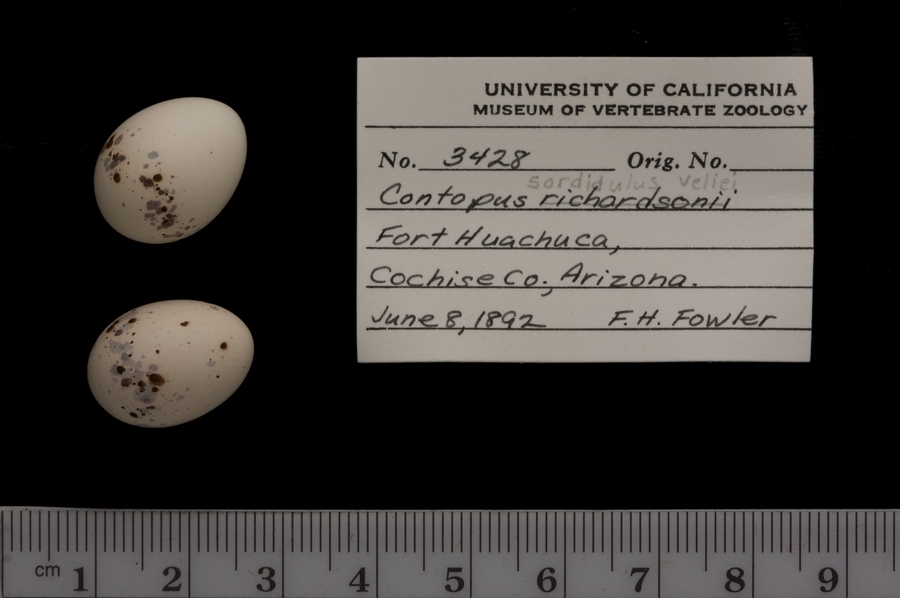 UNIVERSITY OF CALIFORNIA
MUSEUM OF VERTEBRATE ZOOLOGY
No. 3428 Orig. No.
sordidulus veliei
Contopus richardsonii
Fort Huachuca,
Cochise Co., Arizona.
June 8, 1892 F.H. Fowler
cm 1 2 3 4 5 6 7 8 9